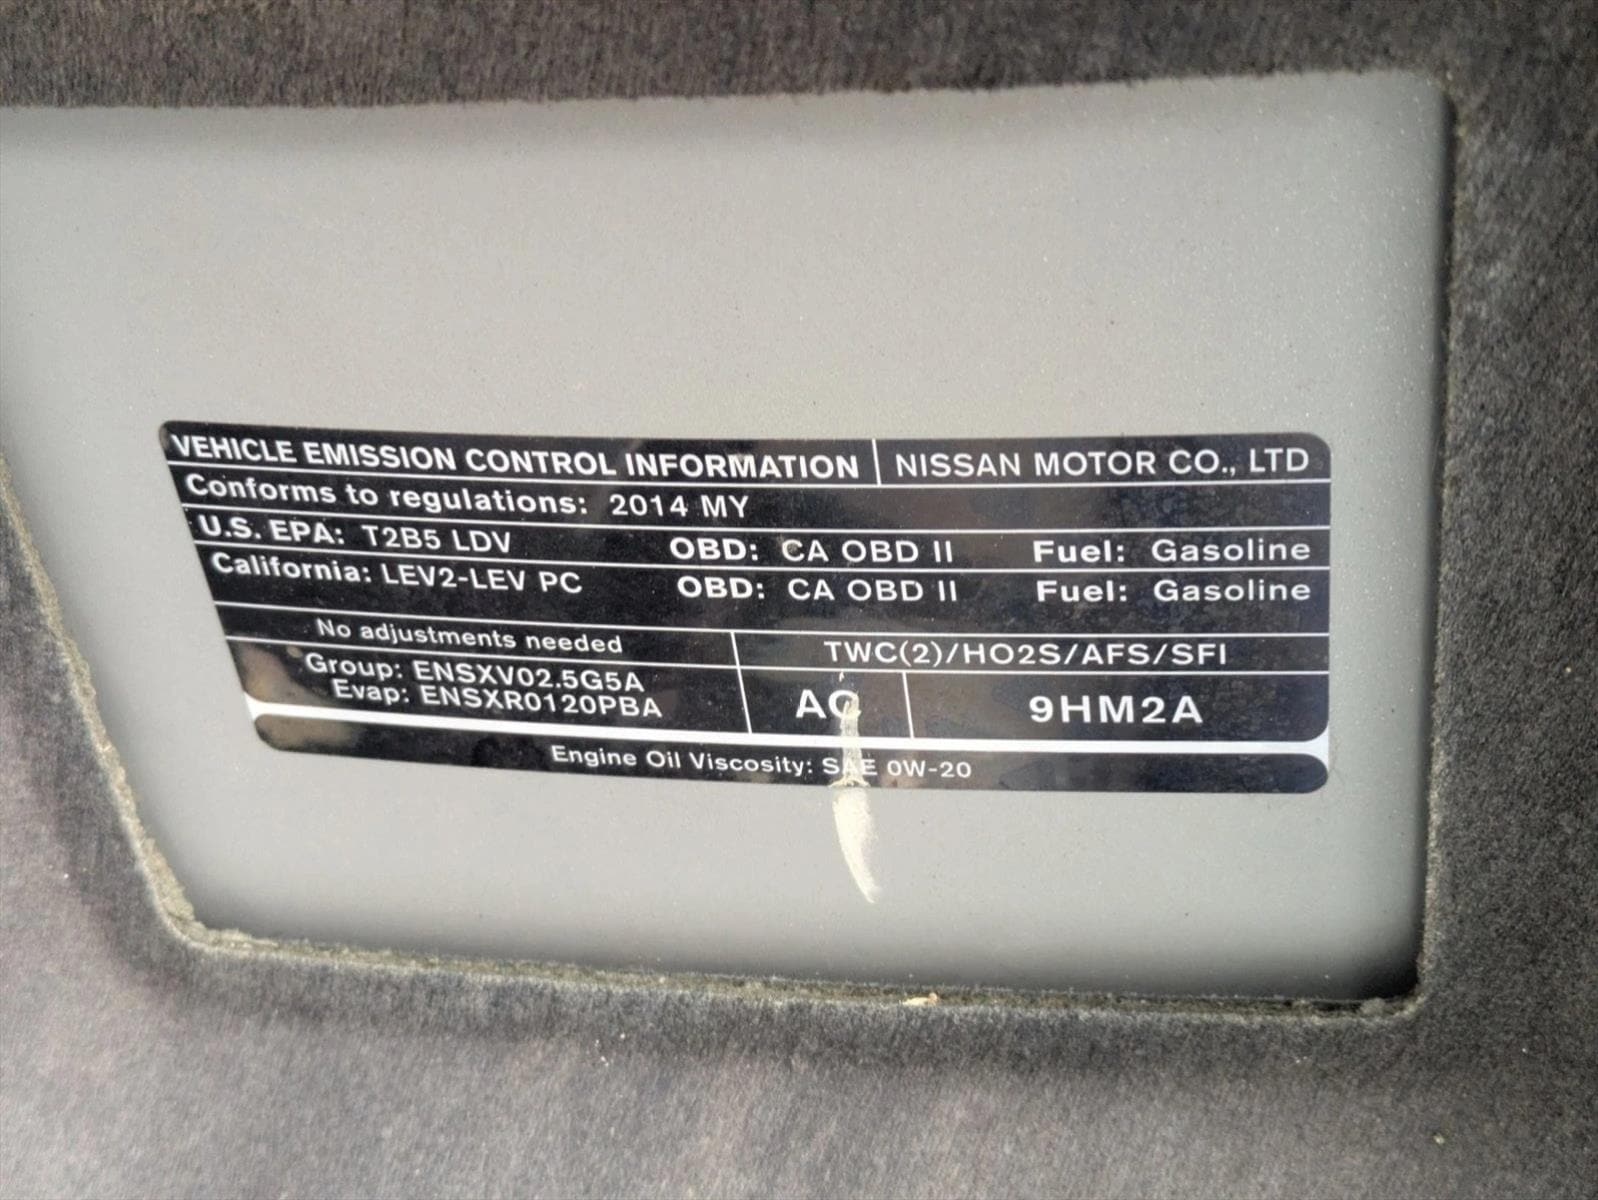 VEHICLE EMISSION CONTROL INFORMATION NISSAN MOTOR CO., LTD
Conforms to regulations: 2014 MY
U.S. EPA: T2B5 LDV OBD: CA OBD II Fuel: Gasoline
California: LEV2-LEV PC OBD: CA OBD II Fuel: Gasoline
No adjustments needed TWC(2)/HO2S/AFS/SFI
Group: ENSXV02.5G5A
Evap: ENSXR0120PBA 9HM2A
Engine Oil Viscosity: SAE 0W-20